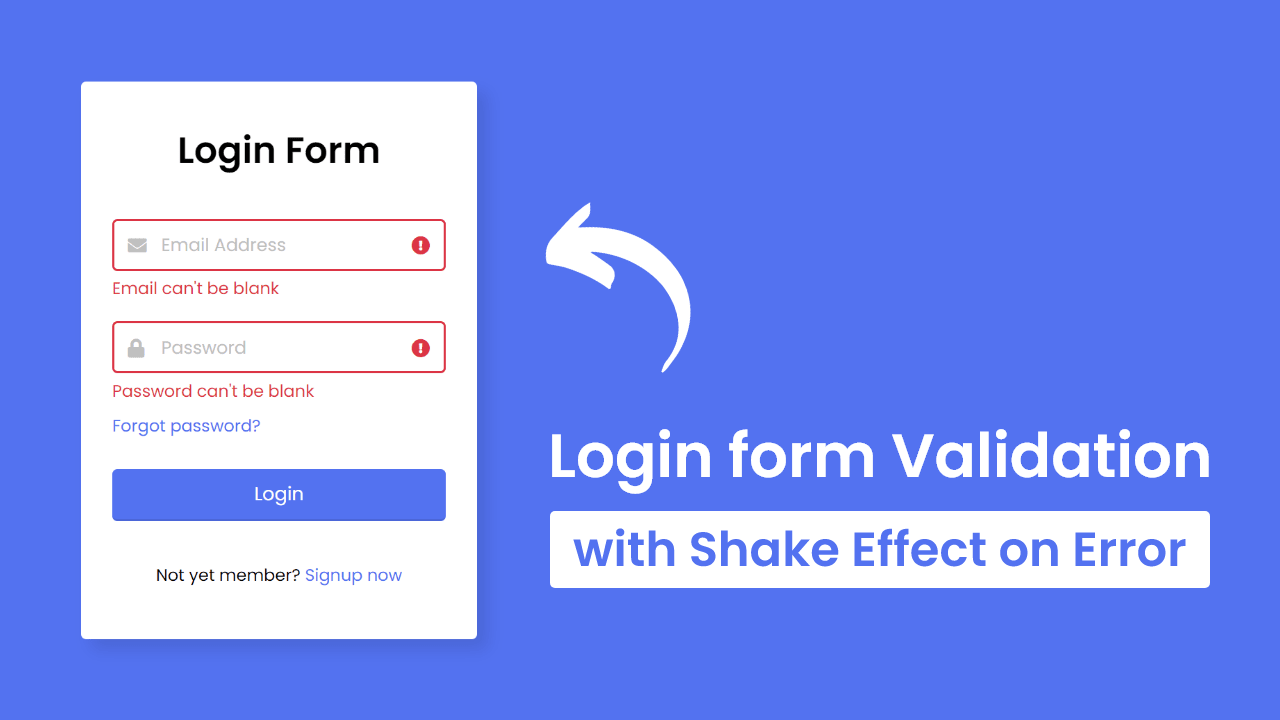 Login Form
Email Address
Email can't be blank
Password
Password can't be blank
Forgot password?
Login
Not yet member? Signup now
Login form Validation
with Shake Effect on Error